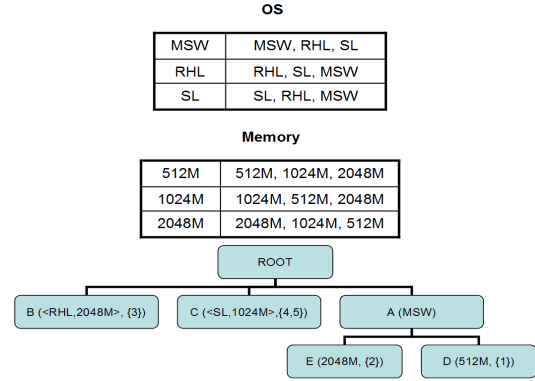 OS
MSW MSW, RHL, SL
RHL RHL, SL, MSW
SL SL, RHL, MSW
Memory
512M 512M, 1024M, 2048M
1024M 1024M, 512M, 2048M
2048M 2048M, 1024M, 512M
ROOT
B (<RHL,2048M>, {3}) C (<SL,1024M>,{4,5}) A (MSW)
E (2048M, {2}) D (512M, {1})